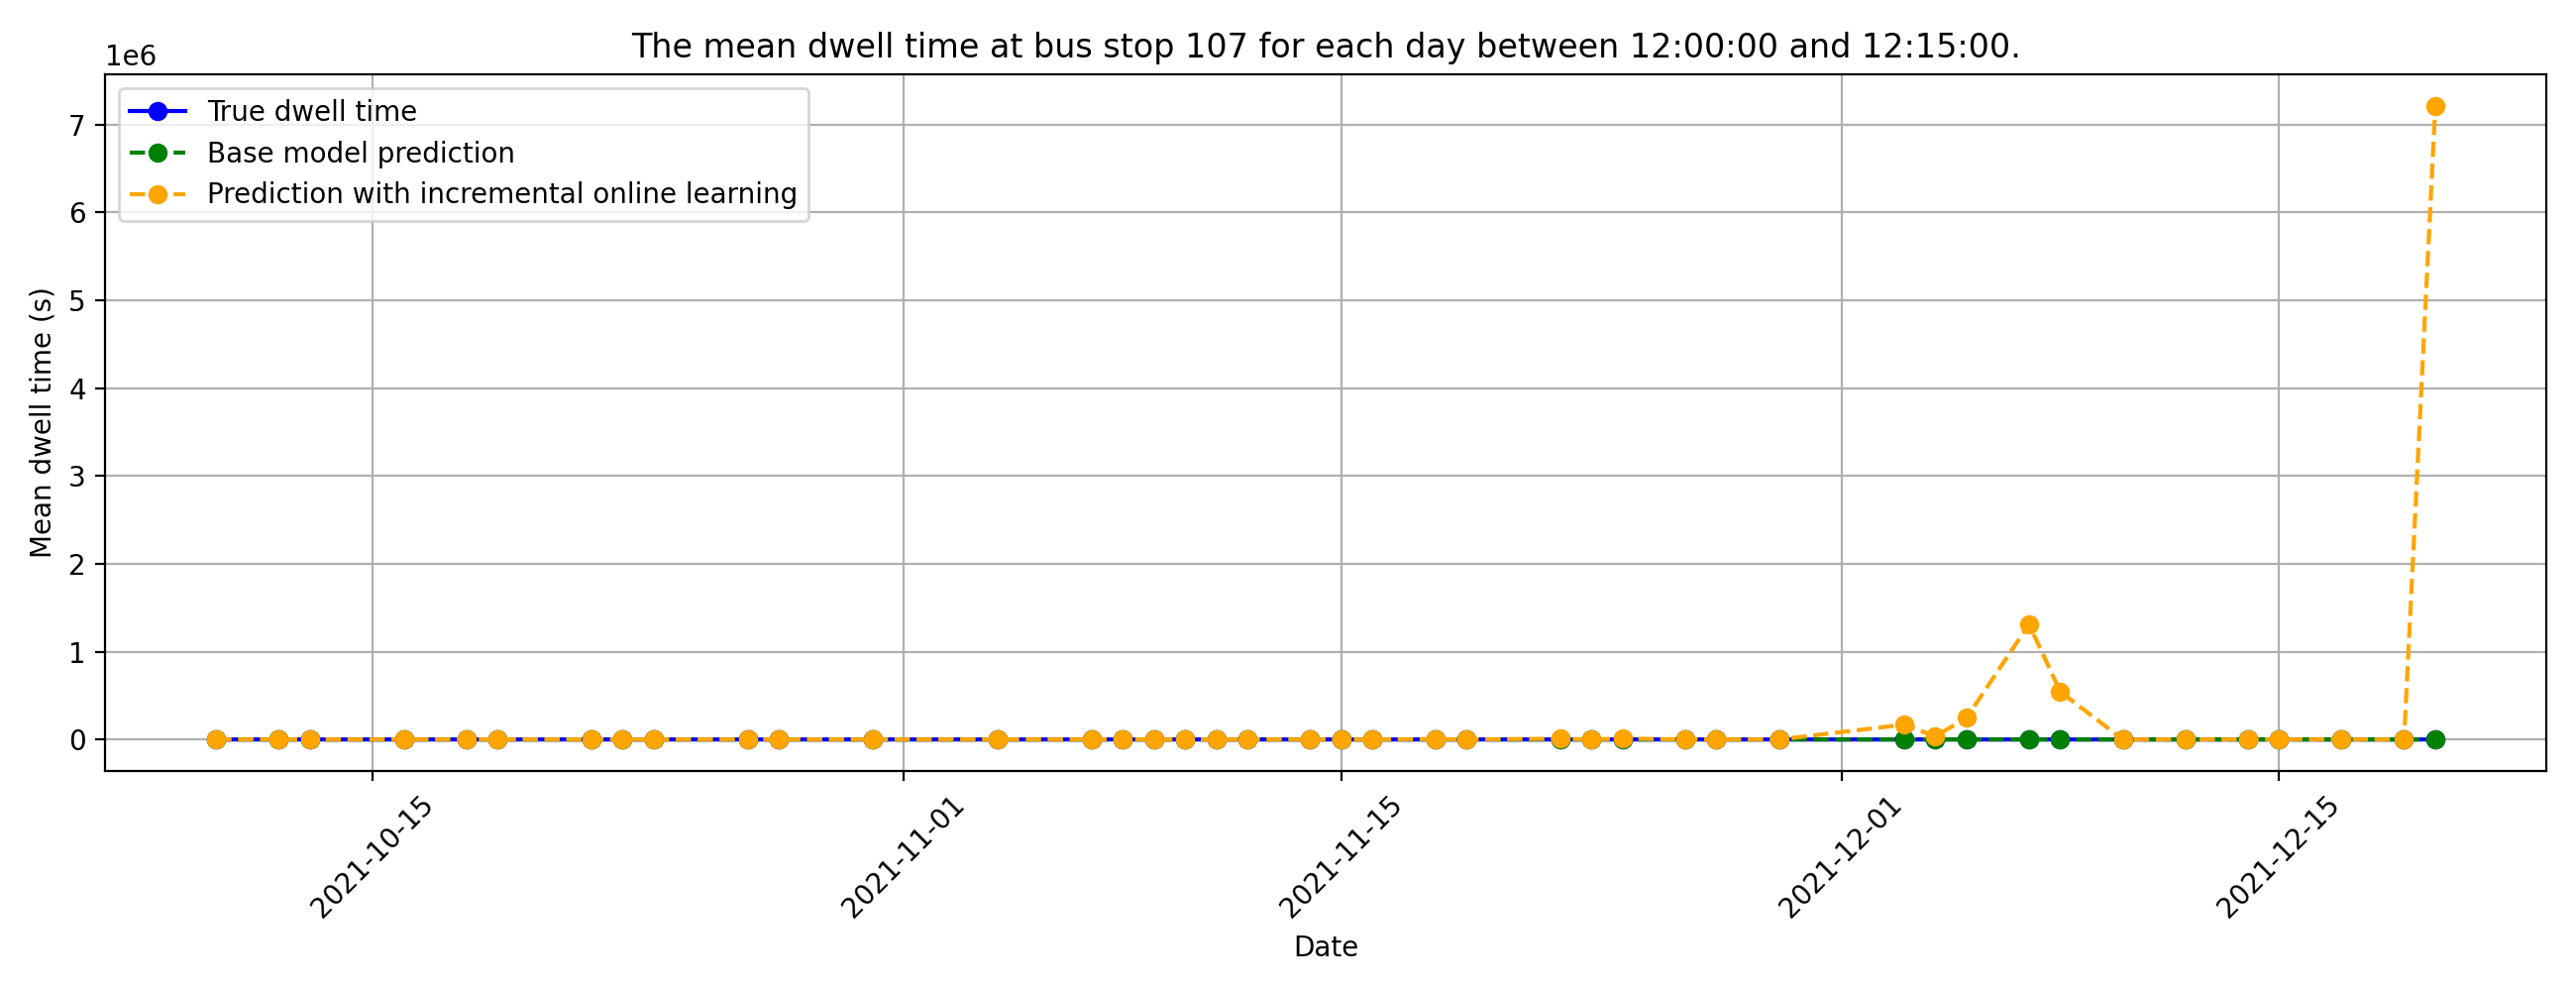 The mean dwell time at bus stop 107 for each day between 12:00:00 and 12:15:00.
1e6
True dwell time
Base model prediction
Prediction with incremental online learning
Mean dwell time (s)
7
6
5
4
3
2
1
0
2021-10-15
2021-11-01
2021-11-15
2021-12-01
2021-12-15
Date